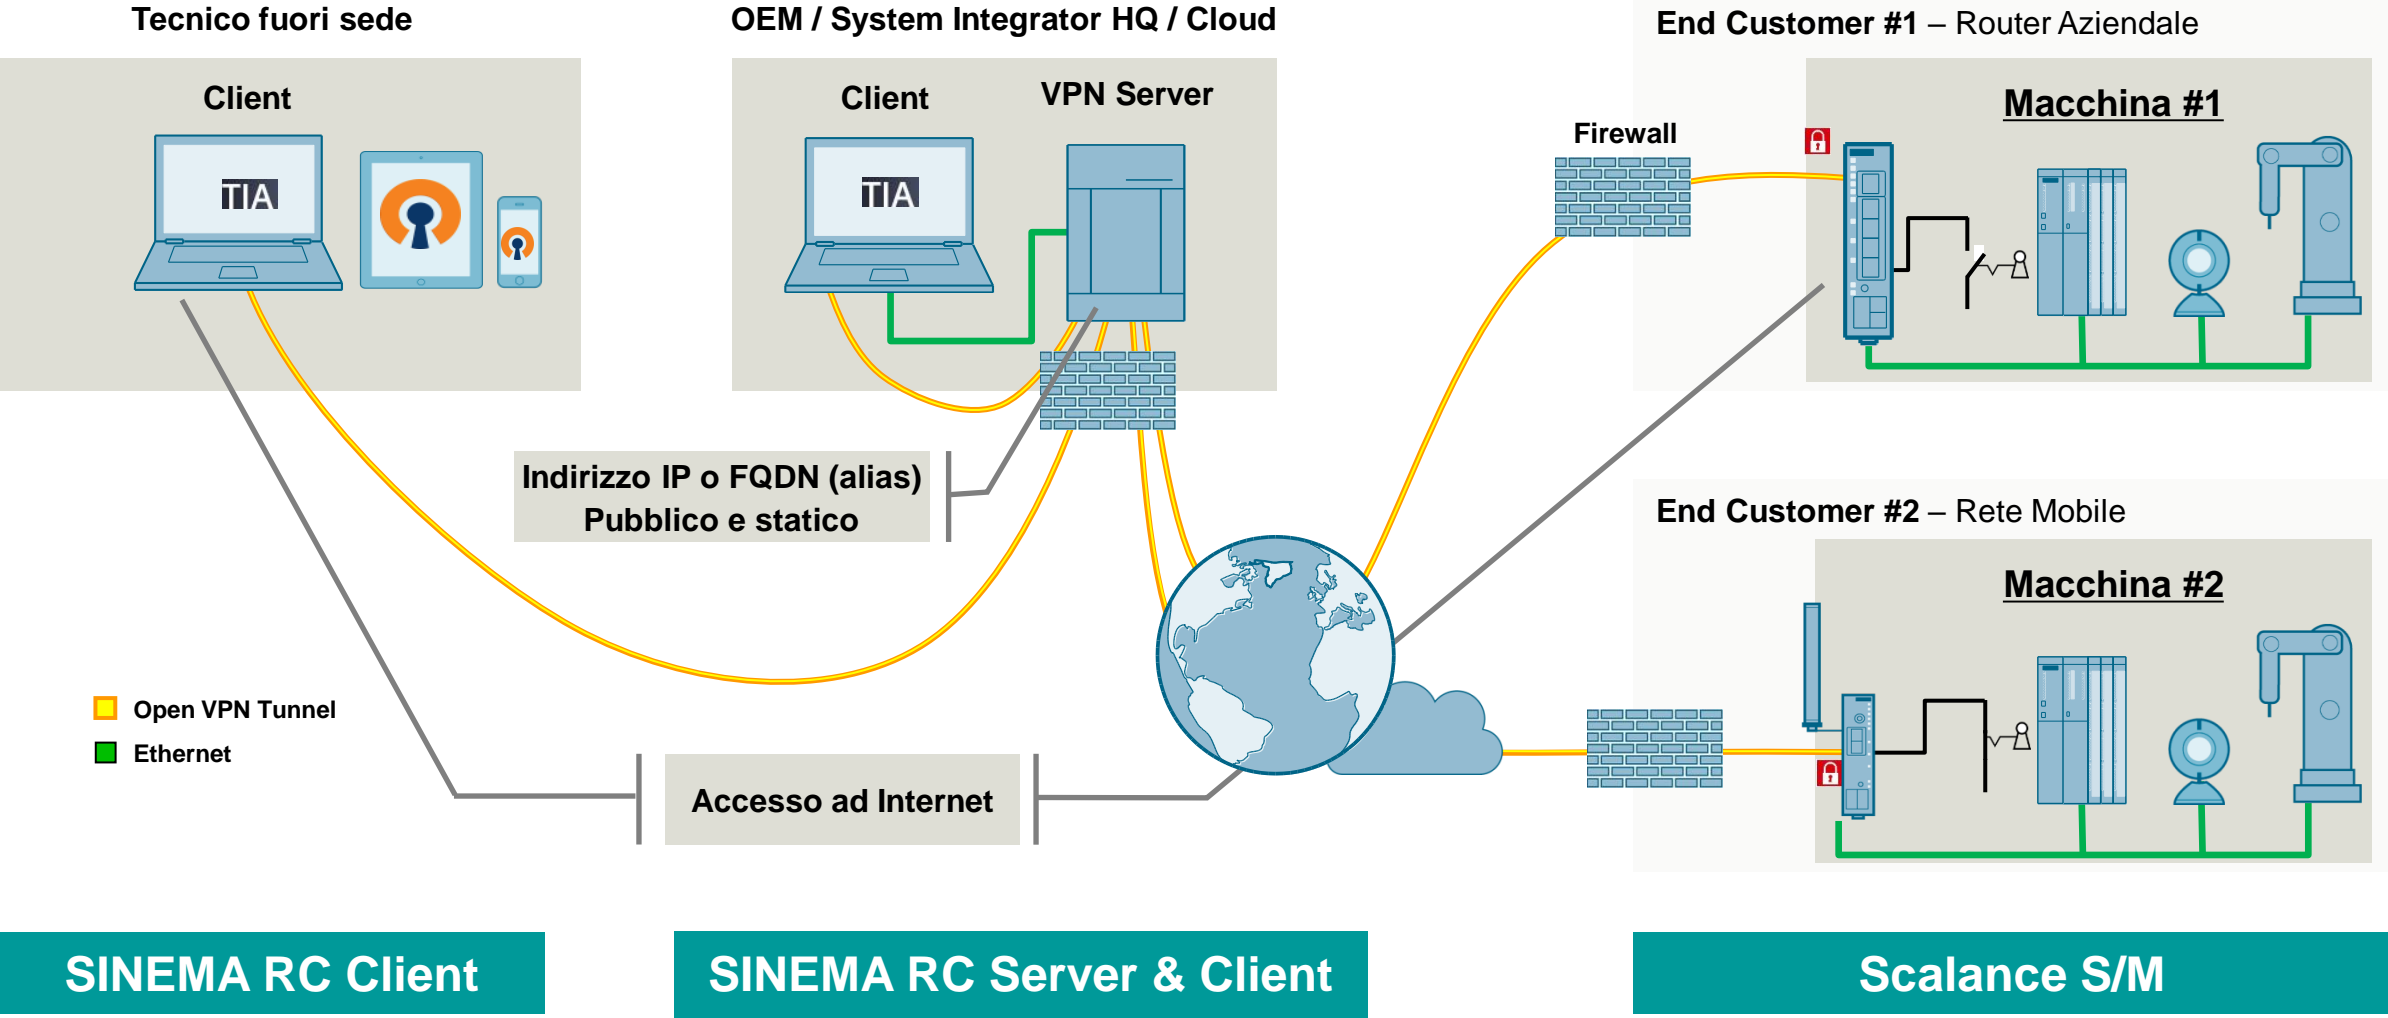 Tecnico fuori sede
Client
TIA
OEM / System Integrator HQ / Cloud
Client
VPN Server
TIA
End Customer #1 – Router Aziendale
Macchina #1
Firewall
Indirizzo IP o FQDN (alias)
Pubblico e statico
End Customer #2 – Rete Mobile
Macchina #2
Open VPN Tunnel
Ethernet
Accesso ad Internet
SINEMA RC Client
SINEMA RC Server & Client
Scalance S/M